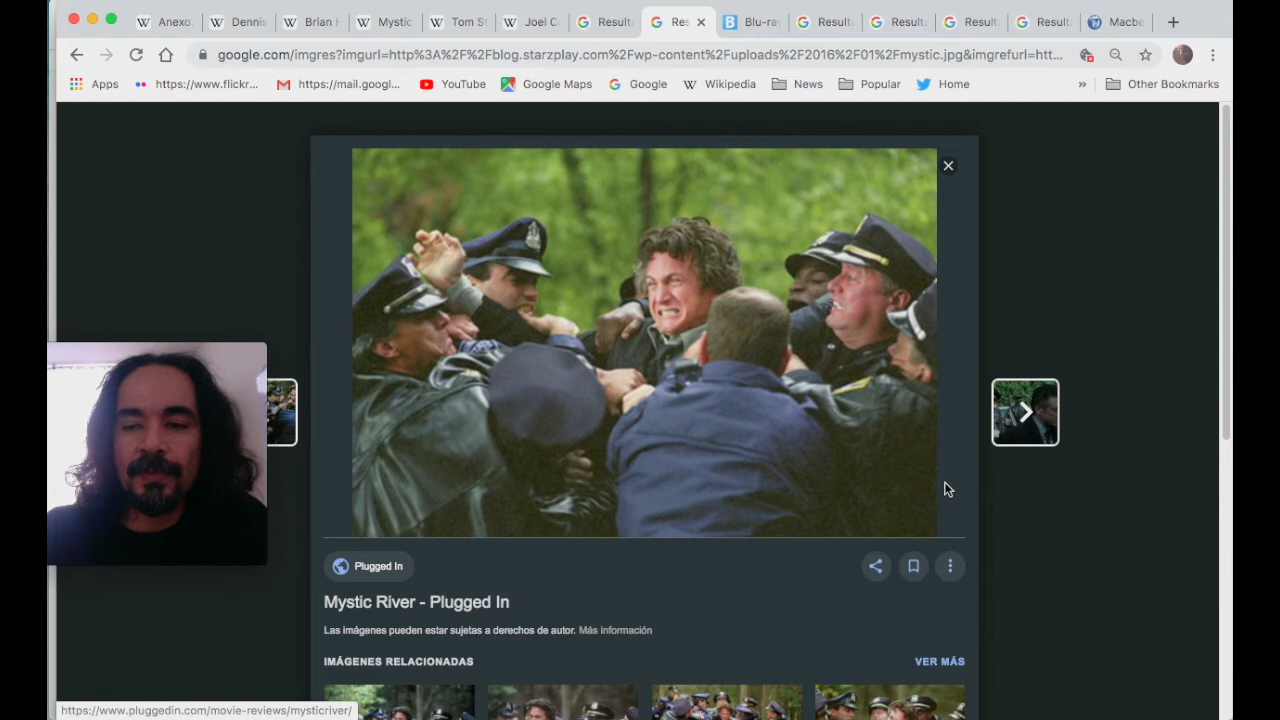 Anexo:
Dennis
Brian H
Mystic
Tom St
Joel C
Result
Res
Blu-ray
Result
Result
Result
Result
Macbe
google.com/imgres?imgurl=http%3A%2F%2Fblog.starzplay.com%2Fwp-content%2Fuploads%2F2016%2F01%2Fmystic.jpg&imgrefurl=htt...
Apps
https://www.flickr...
https://mail.googl...
YouTube
Google Maps
Google
Wikipedia
News
Popular
Home
»
Other Bookmarks
Plugged In
Mystic River - Plugged In
Las imágenes pueden estar sujetas a derechos de autor. Más información
IMÁGENES RELACIONADAS
VER MÁS
https://www.pluggedin.com/movie-reviews/mysticriver/